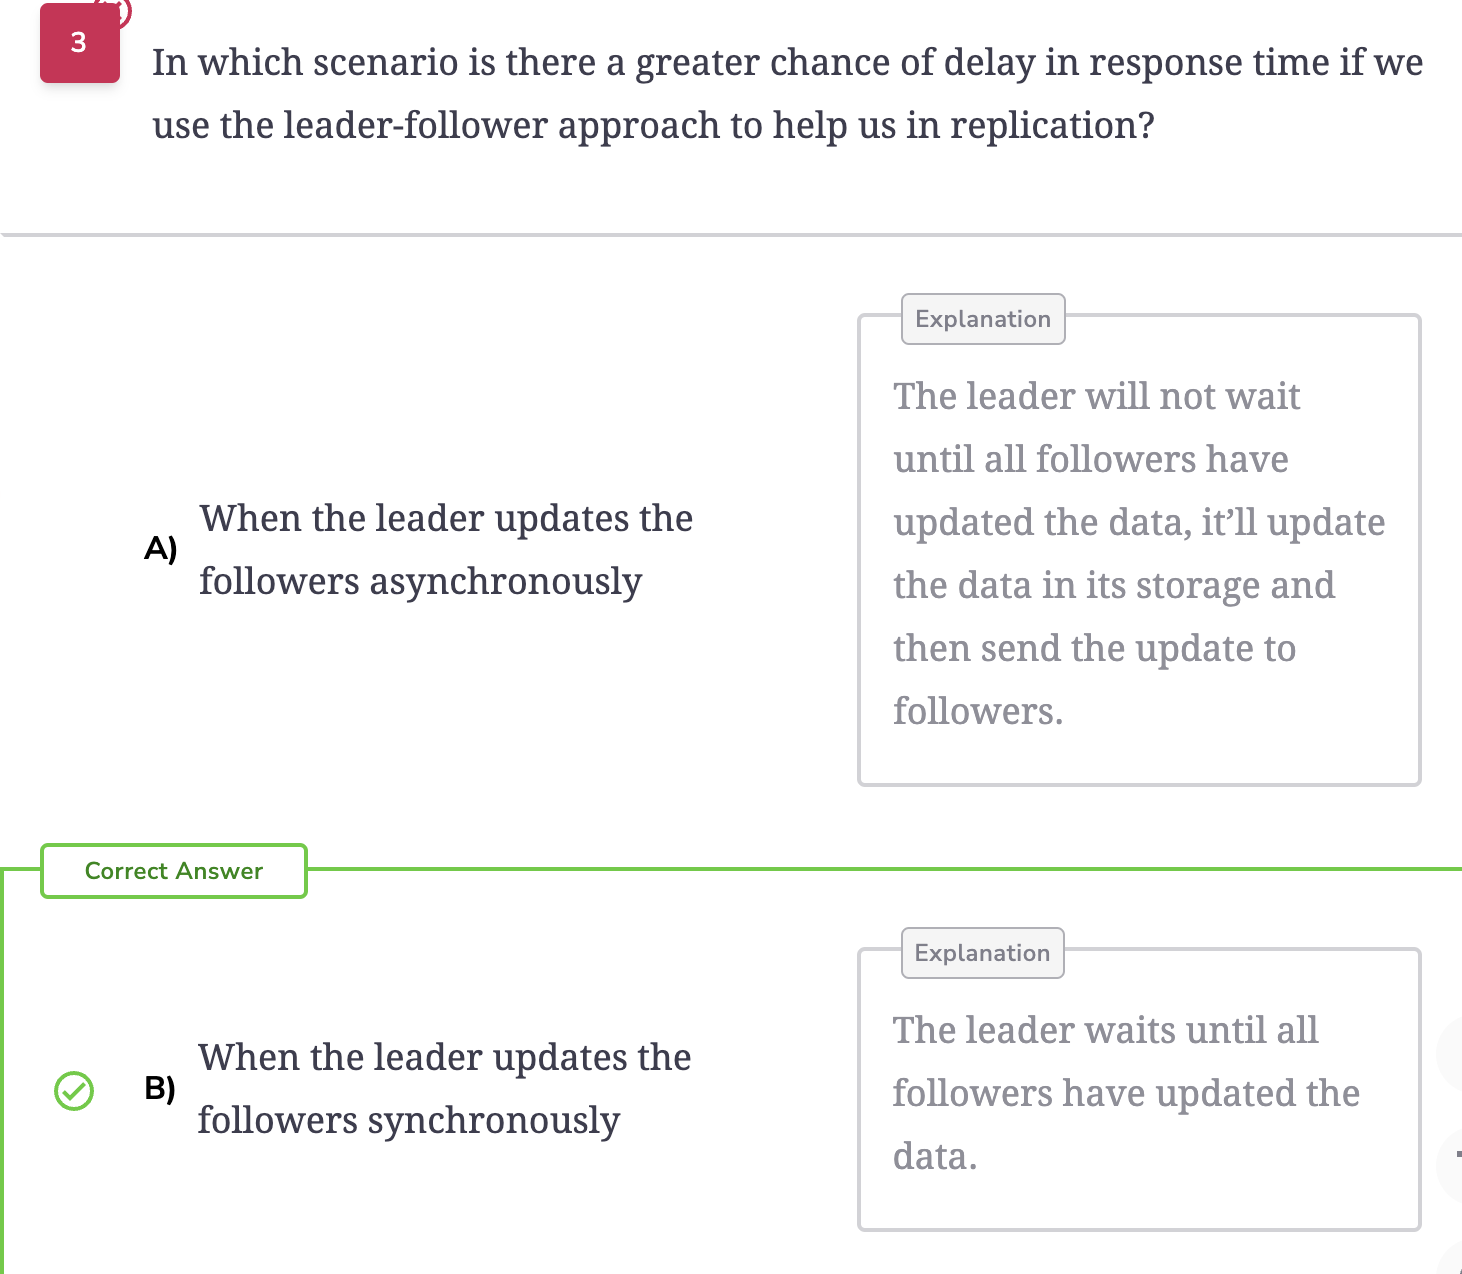 3
In which scenario is there a greater chance of delay in response time if we
use the leader-follower approach to help us in replication?
Explanation
The leader will not wait
until all followers have
updated the data, it’ll update
the data in its storage and
then send the update to
followers.
A)
When the leader updates the
followers asynchronously
Correct Answer
Explanation
The leader waits until all
followers have updated the
data.
B)
When the leader updates the
followers synchronously